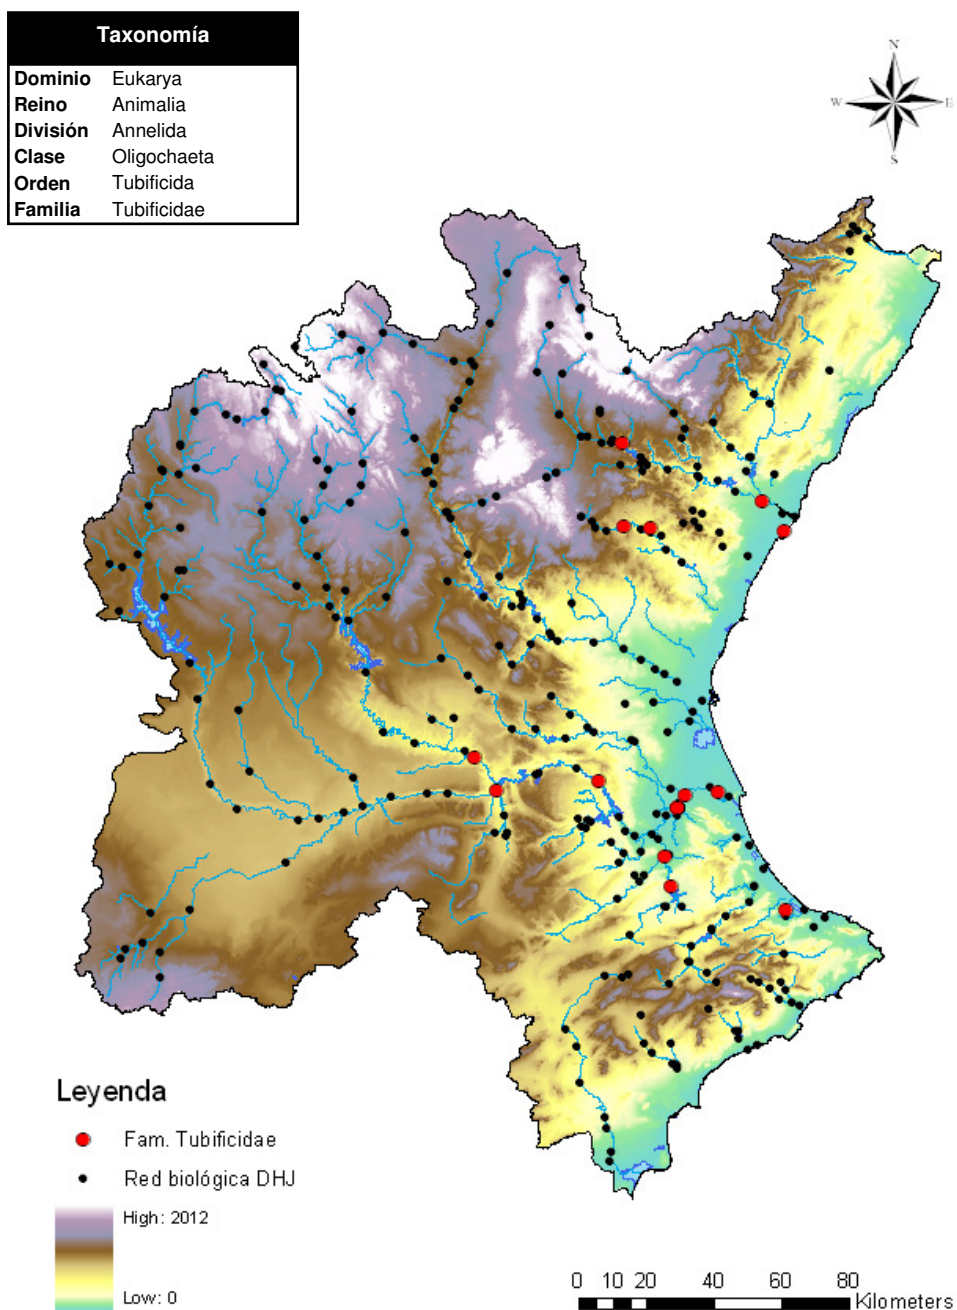 Taxonomía
Dominio Eukarya
Reino Animalia
División Annelida
Clase Oligochaeta
Orden Tubificida
Familia Tubificidae
N
W E
S
Leyenda
Fam. Tubificidae
Red biológica DHJ
High: 2012
Low: 0
0 10 20 40 60 80
Kilometers